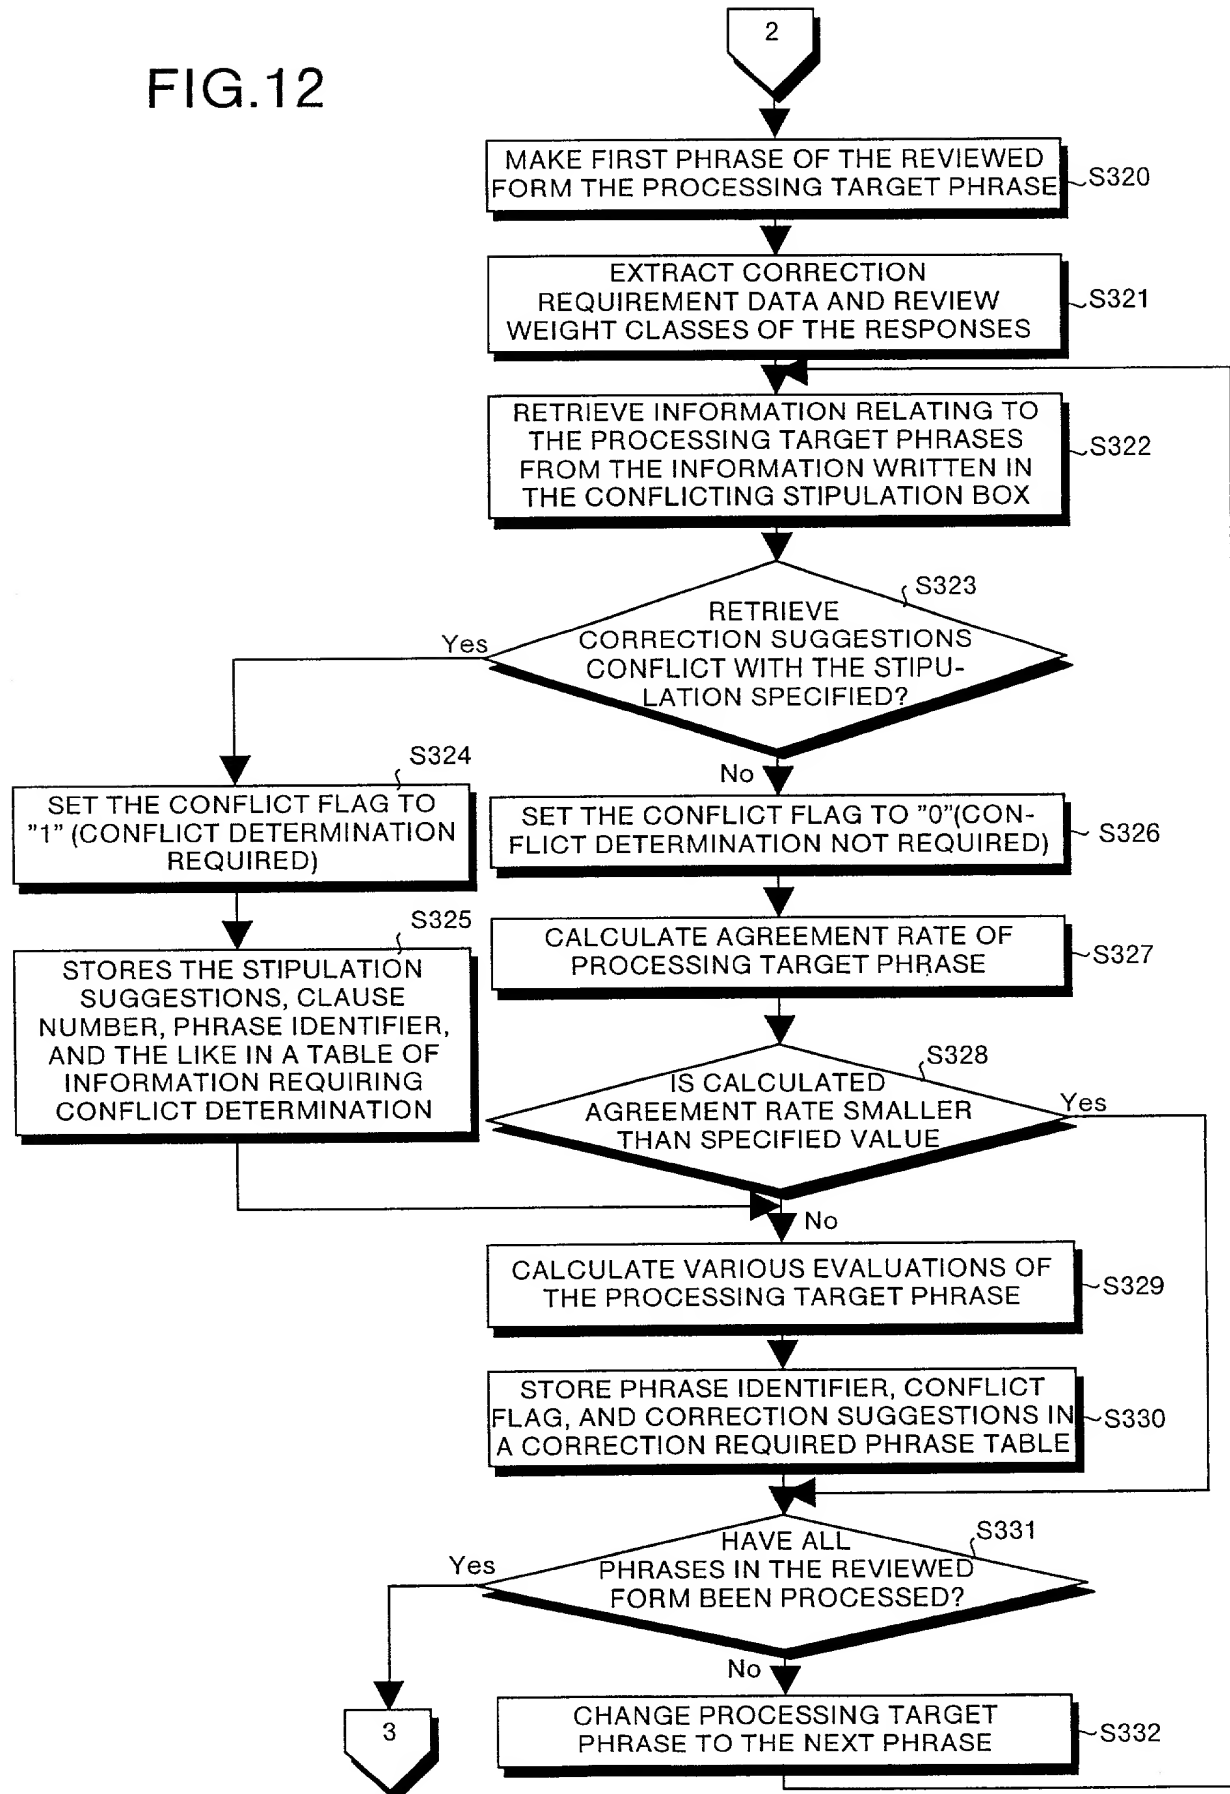 2
FIG.12
MAKE FIRST PHRASE OF THE REVIEWED
FORM THE PROCESSING TARGET PHRASE
S320
EXTRACT CORRECTION
REQUIREMENT DATA AND REVIEW
WEIGHT CLASSES OF THE RESPONSES
S321
RETRIEVE INFORMATION RELATING TO
THE PROCESSING TARGET PHRASES
FROM THE INFORMATION WRITTEN IN
THE CONFLICTING STIPULATION BOX
S322
S323
RETRIEVE
CORRECTION SUGGESTIONS
CONFLICT WITH THE STIPU-
LATION SPECIFIED?
Yes
No
S324
SET THE CONFLICT FLAG TO
"1" (CONFLICT DETERMINATION
REQUIRED)
SET THE CONFLICT FLAG TO "0"(CON-
FLICT DETERMINATION NOT REQUIRED)
S326
S325
STORES THE STIPULATION
SUGGESTIONS, CLAUSE
NUMBER, PHRASE IDENTIFIER,
AND THE LIKE IN A TABLE OF
INFORMATION REQUIRING
CONFLICT DETERMINATION
CALCULATE AGREEMENT RATE OF
PROCESSING TARGET PHRASE
S327
S328
IS CALCULATED
AGREEMENT RATE SMALLER
THAN SPECIFIED VALUE
Yes
No
CALCULATE VARIOUS EVALUATIONS OF
THE PROCESSING TARGET PHRASE
S329
STORE PHRASE IDENTIFIER, CONFLICT
FLAG, AND CORRECTION SUGGESTIONS IN
A CORRECTION REQUIRED PHRASE TABLE
S330
S331
HAVE ALL
PHRASES IN THE REVIEWED
FORM BEEN PROCESSED?
Yes
No
3
CHANGE PROCESSING TARGET
PHRASE TO THE NEXT PHRASE
S332